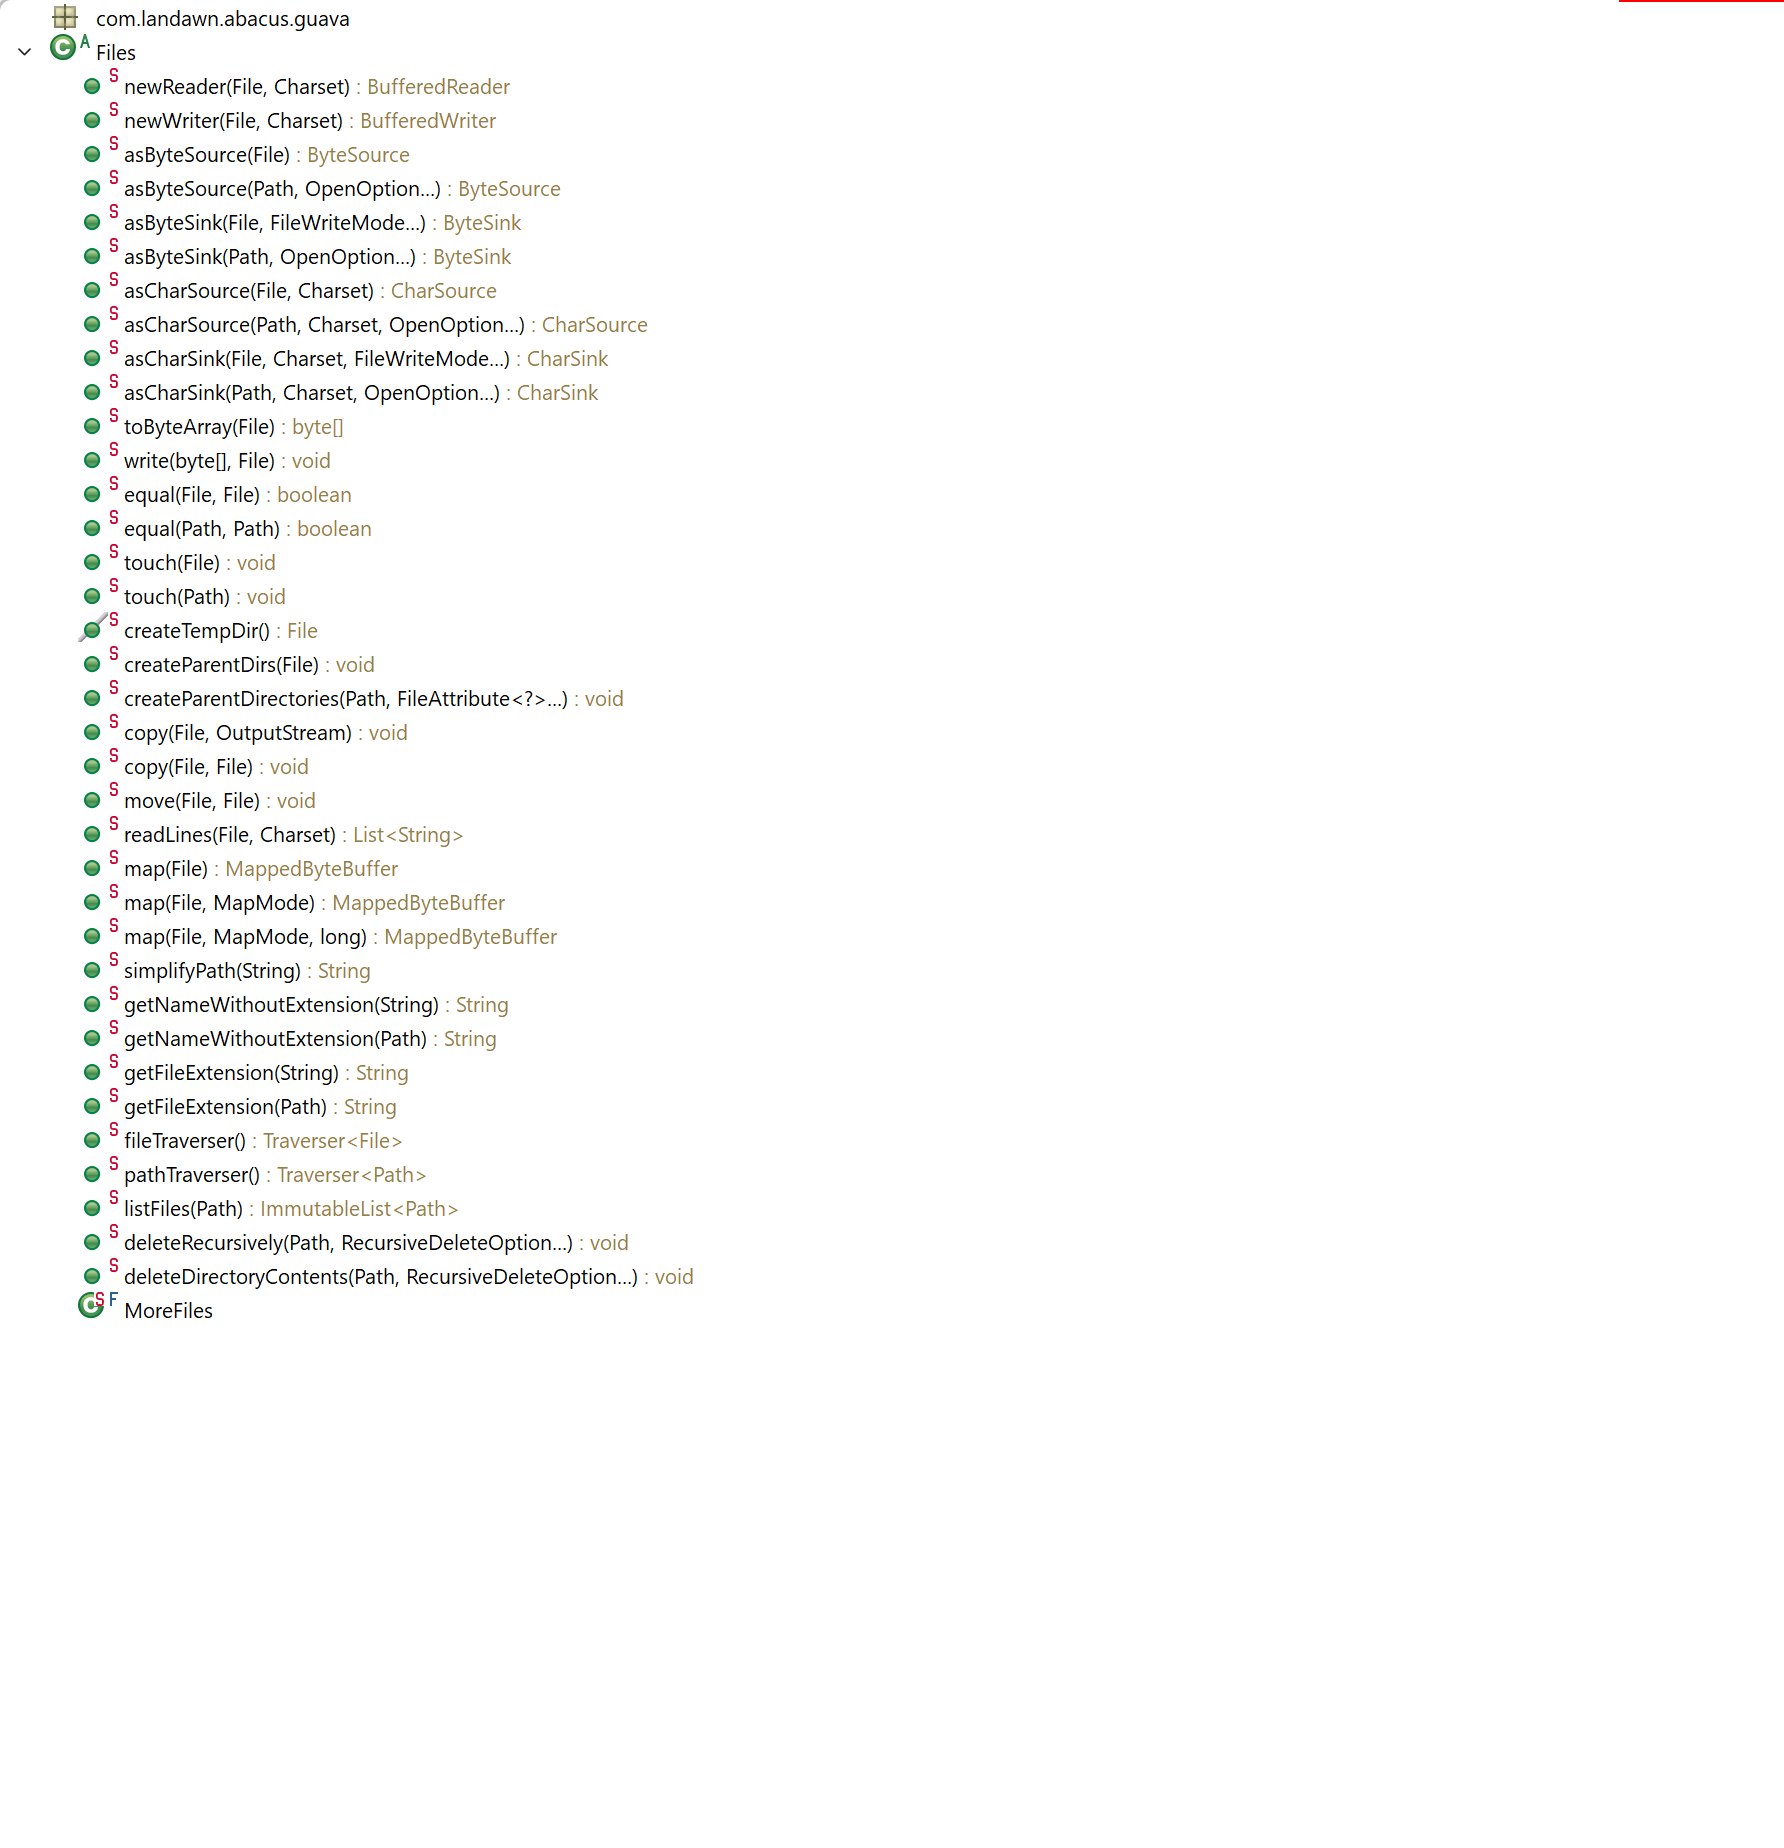 com.landawn.abacus.guava
C A Files
S newReader(File, Charset) : BufferedReader
S newWriter(File, Charset) : BufferedWriter
S asByteSource(File) : ByteSource
S asByteSource(Path, OpenOption...) : ByteSource
S asByteSink(File, FileWriteMode...) : ByteSink
S asByteSink(Path, OpenOption...) : ByteSink
S asCharSource(File, Charset) : CharSource
S asCharSource(Path, Charset, OpenOption...) : CharSource
S asCharSink(File, Charset, FileWriteMode...) : CharSink
S asCharSink(Path, Charset, OpenOption...) : CharSink
S toByteArray(File) : byte[]
S write(byte[], File) : void
S equal(File, File) : boolean
S equal(Path, Path) : boolean
S touch(File) : void
S touch(Path) : void
S createTempDir() : File
S createParentDirs(File) : void
S createParentDirectories(Path, FileAttribute<?>...) : void
S copy(File, OutputStream) : void
S copy(File, File) : void
S move(File, File) : void
S readLines(File, Charset) : List<String>
S map(File) : MappedByteBuffer
S map(File, MapMode) : MappedByteBuffer
S map(File, MapMode, long) : MappedByteBuffer
S simplifyPath(String) : String
S getNameWithoutExtension(String) : String
S getNameWithoutExtension(Path) : String
S getFileExtension(String) : String
S getFileExtension(Path) : String
S fileTraverser() : Traverser<File>
S pathTraverser() : Traverser<Path>
S listFiles(Path) : ImmutableList<Path>
S deleteRecursively(Path, RecursiveDeleteOption...) : void
S deleteDirectoryContents(Path, RecursiveDeleteOption...) : void
C S F MoreFiles